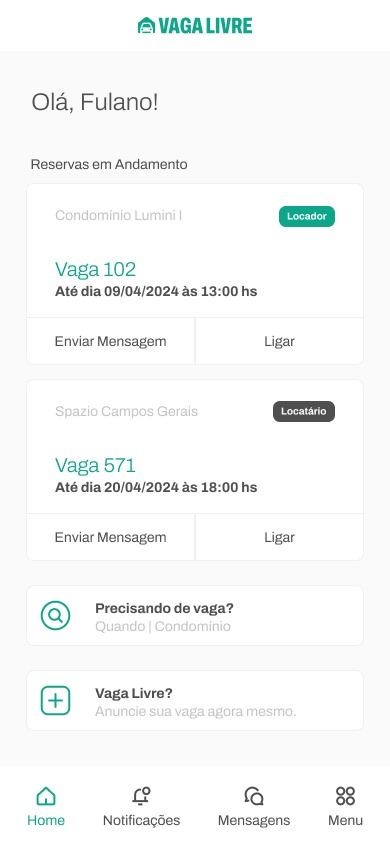 VAGA LIVRE
Olá, Fulano!
Reservas em Andamento
Condomínio Lumini I
Locador
Vaga 102
Até dia 09/04/2024 às 13:00 hs
Enviar Mensagem
Ligar
Spazio Campos Gerais
Locatário
Vaga 571
Até dia 20/04/2024 às 18:00 hs
Enviar Mensagem
Ligar
Precisando de vaga?
Quando | Condomínio
Vaga Livre?
Anuncie sua vaga agora mesmo.
Home
Notificações
Mensagens
Menu